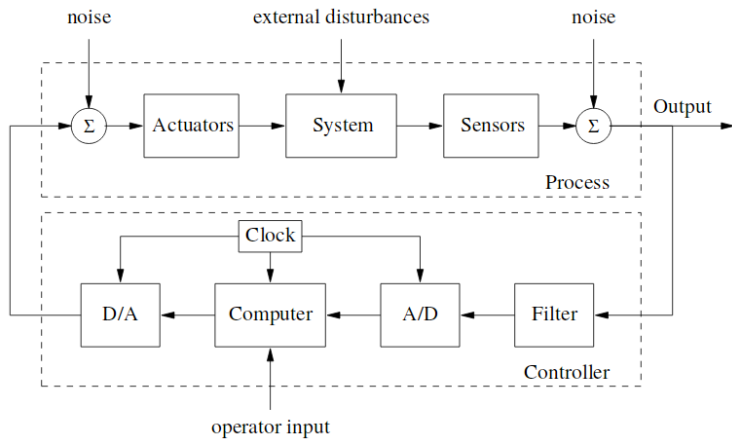 noise
external disturbances
noise
Output
Σ
Actuators
System
Sensors
Σ
Process
Clock
D/A
Computer
A/D
Filter
Controller
operator input